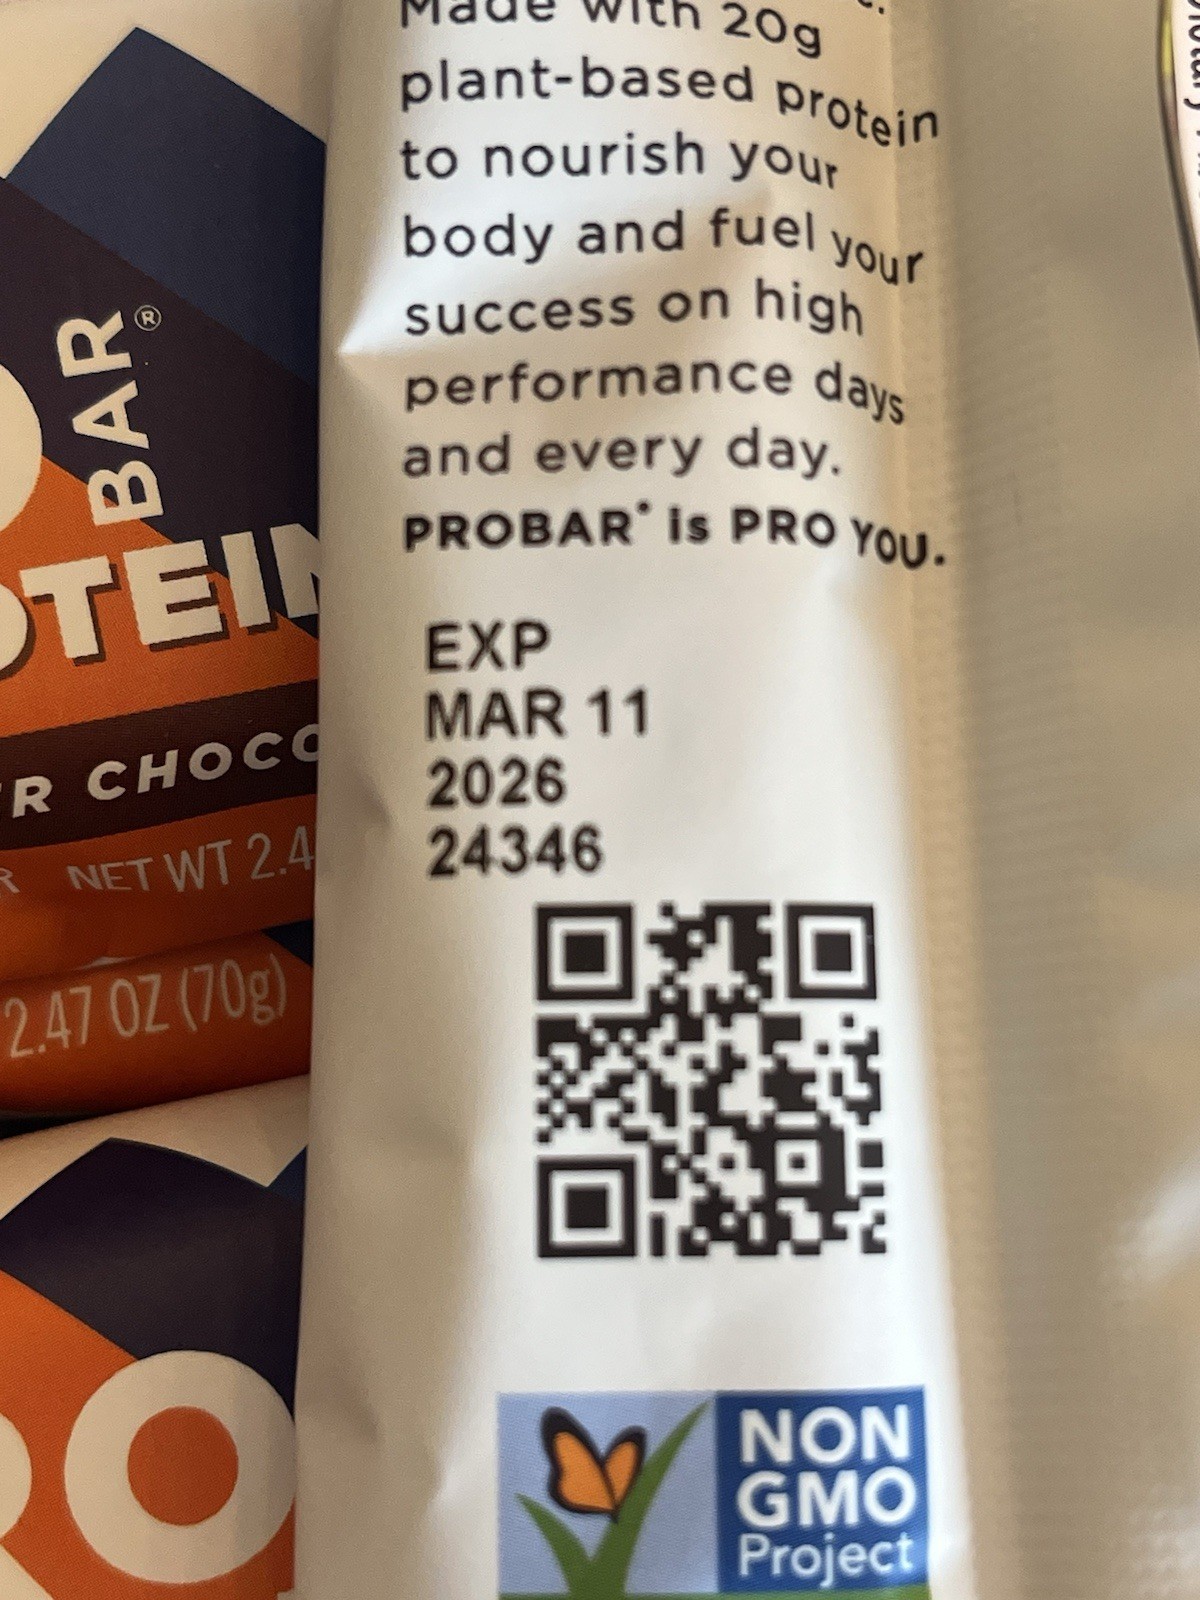 Made with 20g
plant-based protein
to nourish your
body and fuel your
success on high
performance days
and every day.
PROBAR® is PRO YOU.
EXP
MAR 11
2026
24346
NON
GMO
Project
BAR®
OTEIN
R CHOCO
NET WT 2.4
2.47 OZ (70g)
RO